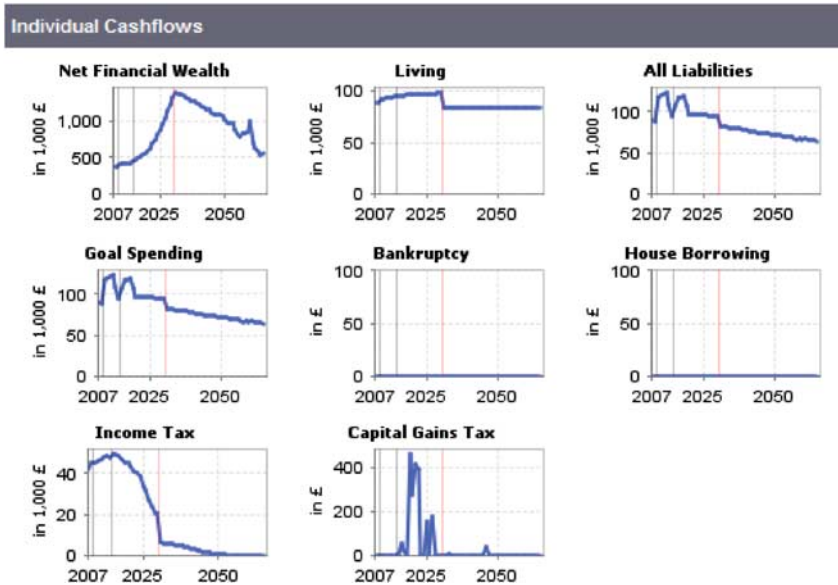 Individual Cashflows
Net Financial Wealth
in 1,000 £
1,000
500
0
2007 2025 2050
Living
in 1,000 £
100
50
0
2007 2025 2050
All Liabilities
in 1,000 £
100
50
0
2007 2025 2050
Goal Spending
in 1,000 £
100
50
0
2007 2025 2050
Bankruptcy
in £
100
50
0
2007 2025 2050
House Borrowing
in £
100
50
0
2007 2025 2050
Income Tax
in 1,000 £
40
20
0
2007 2025 2050
Capital Gains Tax
in £
400
200
0
2007 2025 2050